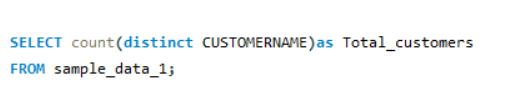 SELECT count(distinct CUSTOMERNAME)as Total_customers
FROM sample_data_1;